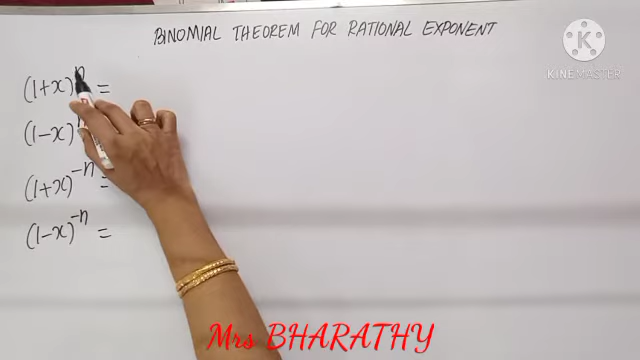 BINOMIAL THEOREM FOR RATIONAL EXPONENT
KINEMASTER
(1+x)^n =
(1-x)^n
(1+x)^-n =
(1-x)^-n =
Mrs BHARATHY